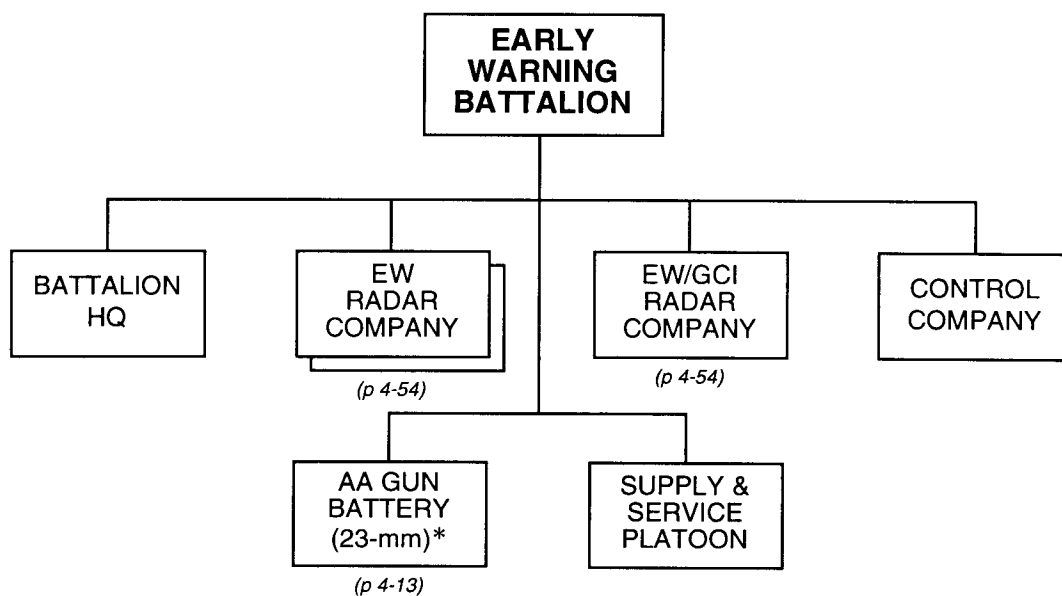 EARLY
WARNING
BATTALION
BATTALION
HQ
EW
RADAR
COMPANY
(p 4-54)
EW/GCI
RADAR
COMPANY
(p 4-54)
CONTROL
COMPANY
AA GUN
BATTERY
(23-mm)*
(p 4-13)
SUPPLY &
SERVICE
PLATOON